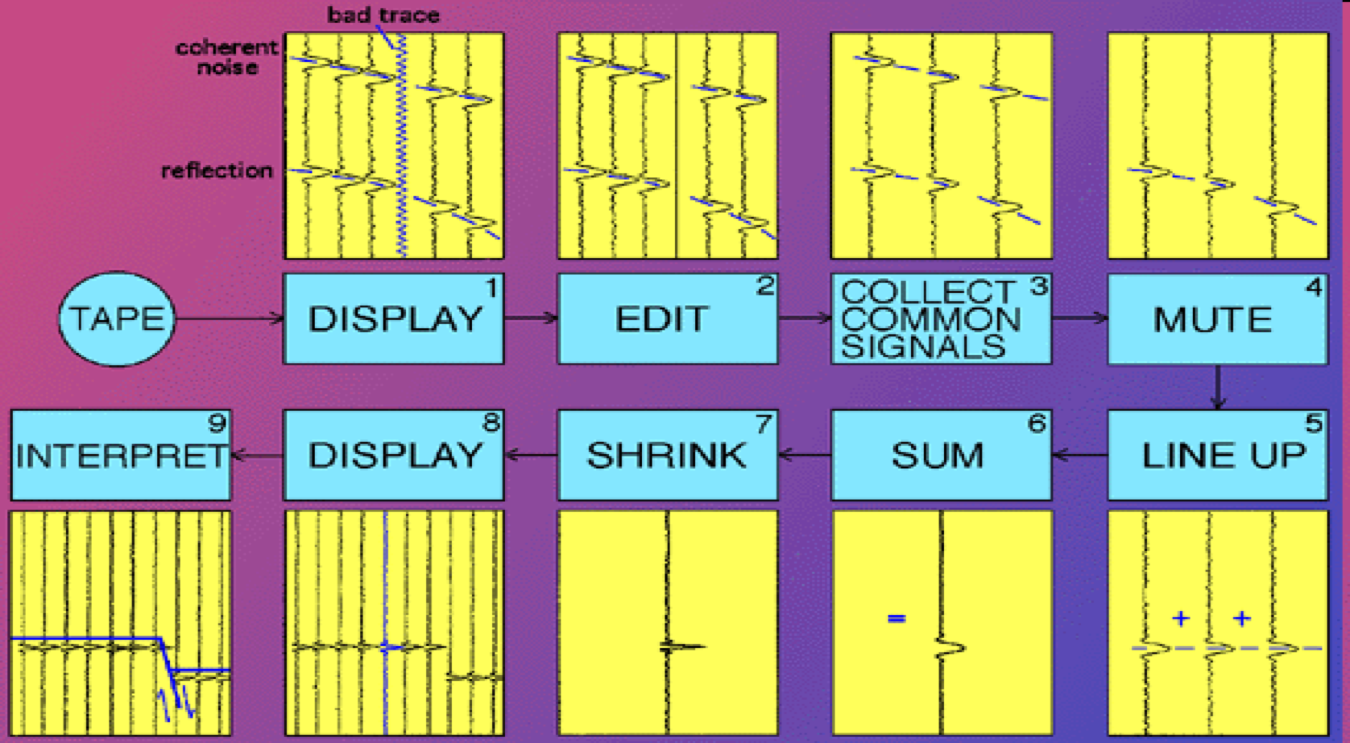 bad trace
coherent
noise
reflection
TAPE
1
DISPLAY
2
EDIT
3
COLLECT
COMMON
SIGNALS
4
MUTE
9
INTERPRET
8
DISPLAY
7
SHRINK
6
SUM
5
LINE UP
=
+ +